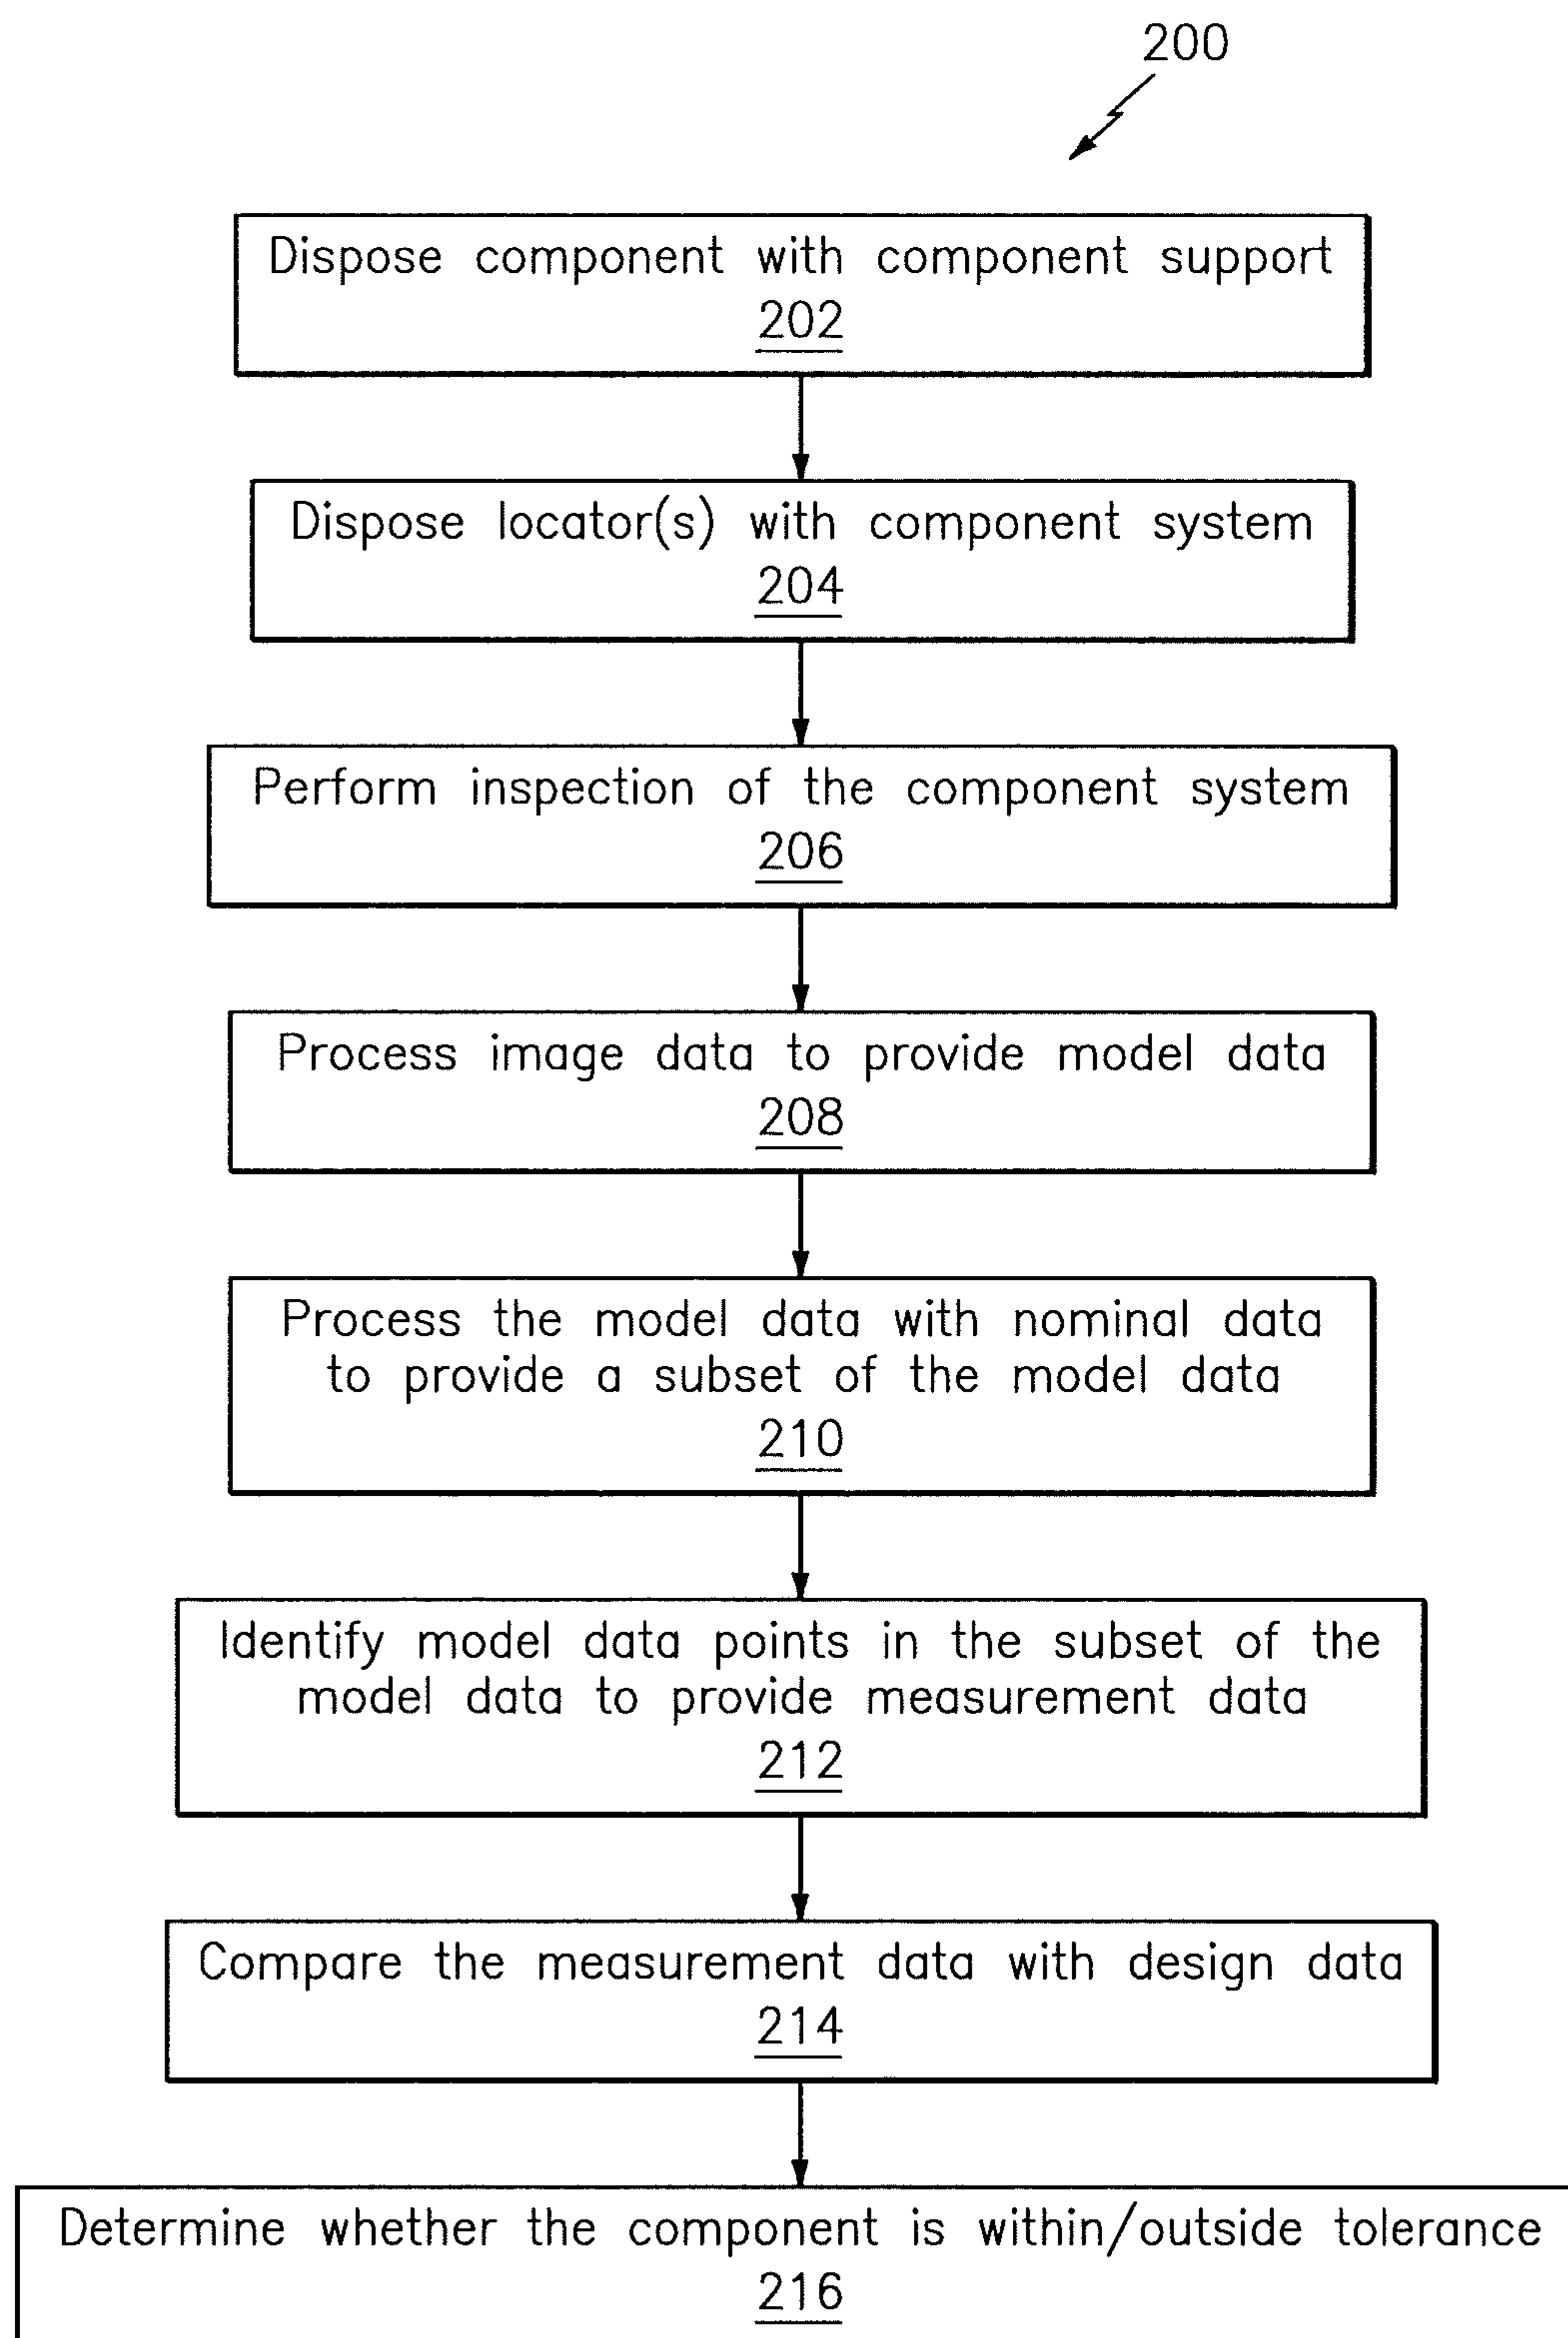 200
Dispose component with component support
202
Dispose locator(s) with component system
204
Perform inspection of the component system
206
Process image data to provide model data
208
Process the model data with nominal data
to provide a subset of the model data
210
Identify model data points in the subset of the
model data to provide measurement data
212
Compare the measurement data with design data
214
Determine whether the component is within/outside tolerance
216